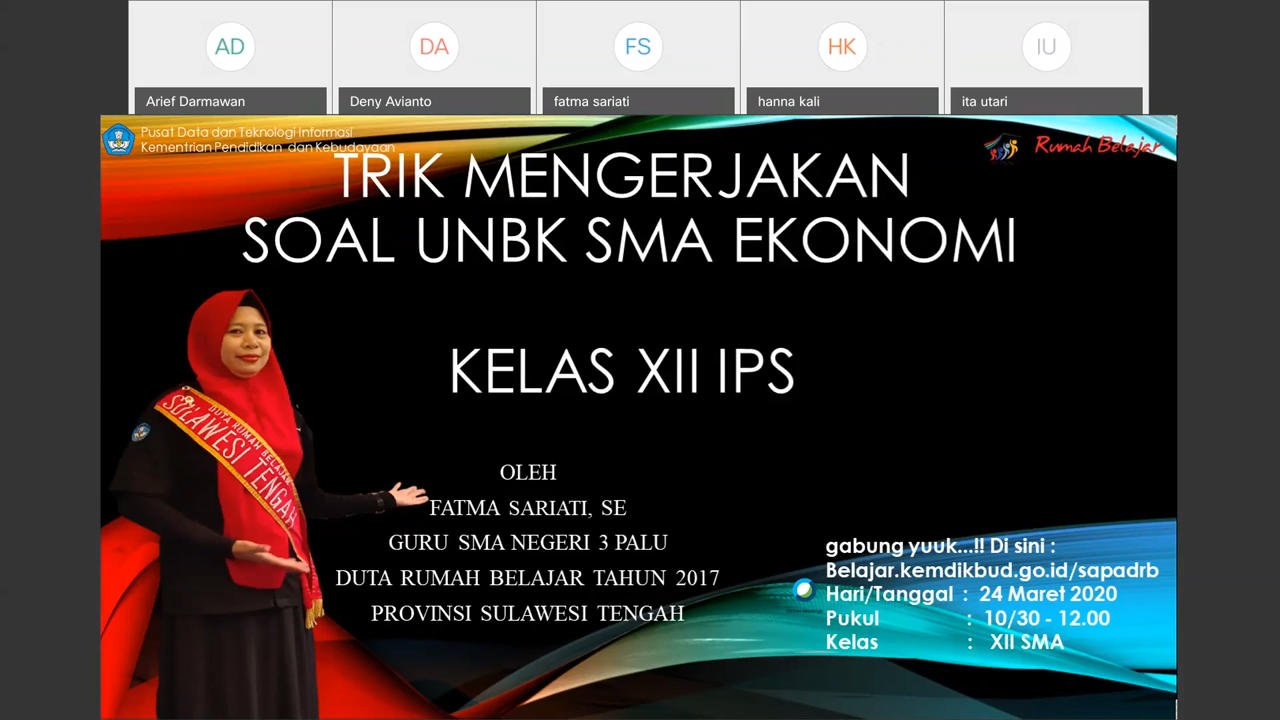 AD
DA
FS
HK
IU
Arief Darmawan
Deny Avianto
fatma sariati
hanna kali
ita utari
Pusat Data dan Teknologi Informasi
Kementrian Pendidikan dan Kebudayaan
Rumah Belajar
TRIK MENGERJAKAN
SOAL UNBK SMA EKONOMI
KELAS XII IPS
DUTA RUMAH BELAJAR
SULAWESI TENGAH
OLEH
FATMA SARIATI, SE
GURU SMA NEGERI 3 PALU
DUTA RUMAH BELAJAR TAHUN 2017
PROVINSI SULAWESI TENGAH
gabung yuuk...!! Di sini :
Belajar.kemdikbud.go.id/sapadrb
Hari/Tanggal : 24 Maret 2020
Pukul : 10/30 - 12.00
Kelas : XII SMA